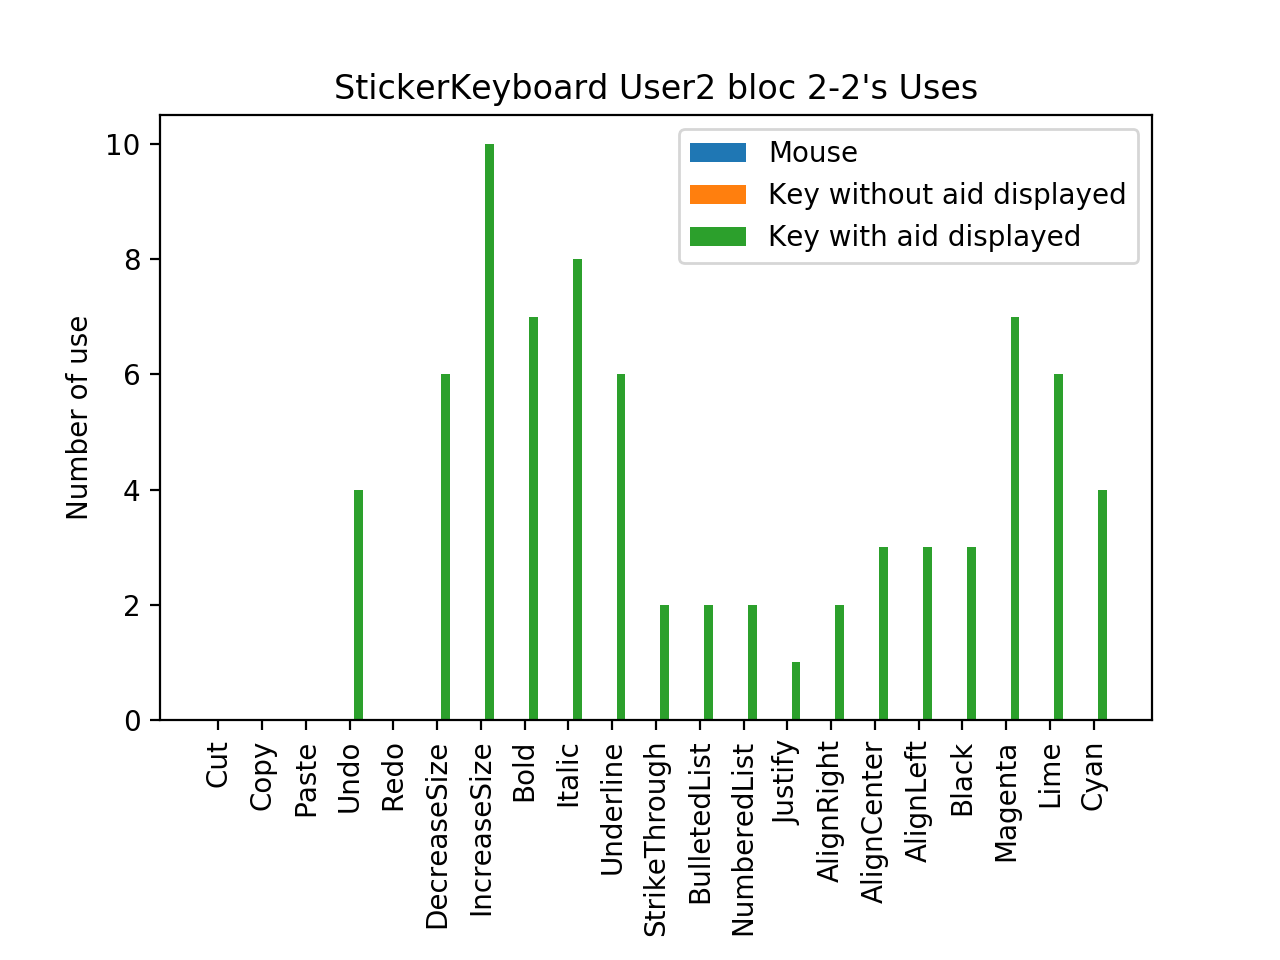 StickerKeyboard User2 bloc 2-2's Uses
Mouse
Key without aid displayed
Key with aid displayed
Number of use
10
8
6
4
2
0
Cut
Copy
Paste
Undo
Redo
DecreaseSize
IncreaseSize
Bold
Italic
Underline
StrikeThrough
BulletedList
NumberedList
Justify
AlignRight
AlignCenter
AlignLeft
Black
Magenta
Lime
Cyan